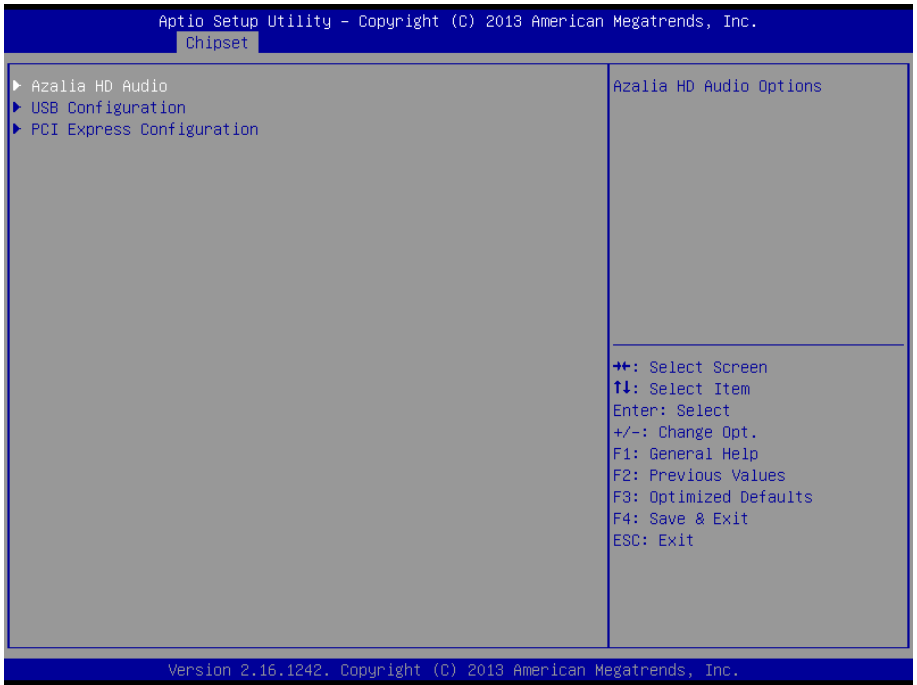 Aptio Setup Utility – Copyright (C) 2013 American Megatrends, Inc.
Chipset
▶ Azalia HD Audio
▶ USB Configuration
▶ PCI Express Configuration
Azalia HD Audio Options
→←: Select Screen
↑↓: Select Item
Enter: Select
+/-: Change Opt.
F1: General Help
F2: Previous Values
F3: Optimized Defaults
F4: Save & Exit
ESC: Exit
Version 2.16.1242. Copyright (C) 2013 American Megatrends, Inc.